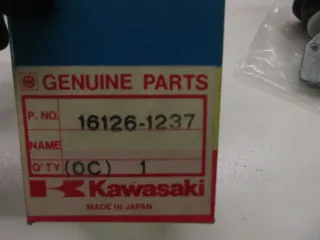 GENUINE PARTS
P. NO. 16126-1237
NAME
Q'TY (OC) 1
Kawasaki
MADE IN JAPAN